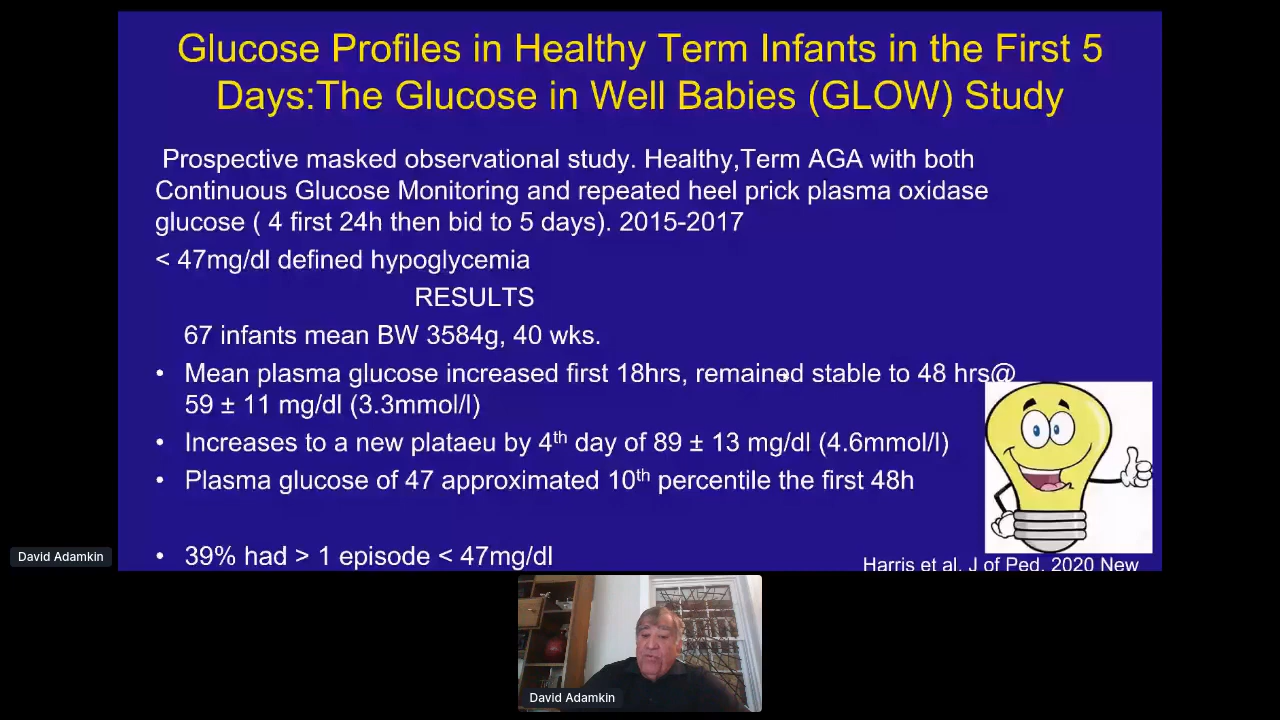 Glucose Profiles in Healthy Term Infants in the First 5
Days:The Glucose in Well Babies (GLOW) Study
Prospective masked observational study. Healthy,Term AGA with both
Continuous Glucose Monitoring and repeated heel prick plasma oxidase
glucose ( 4 first 24h then bid to 5 days). 2015-2017
< 47mg/dl defined hypoglycemia
RESULTS
67 infants mean BW 3584g, 40 wks.
• Mean plasma glucose increased first 18hrs, remained stable to 48 hrs@
59 ± 11 mg/dl (3.3mmol/l)
• Increases to a new plataeu by 4th day of 89 ± 13 mg/dl (4.6mmol/l)
• Plasma glucose of 47 approximated 10th percentile the first 48h
• 39% had > 1 episode < 47mg/dl
Harris et al. J of Ped. 2020 New
David Adamkin
David Adamkin